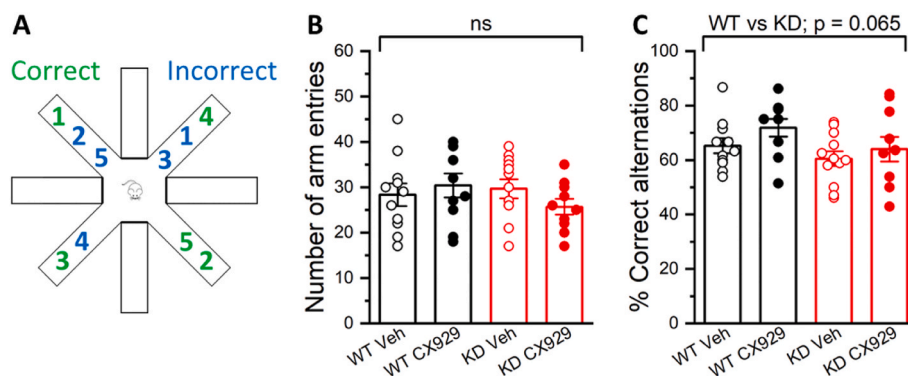 A
Correct
Incorrect
1
4
2
1
5
3
4
5
3
2
B
ns
Number of arm entries
60
50
40
30
20
10
0
WT Veh
WT CX929
KD Veh
KD CX929
C
WT vs KD; p = 0.065
% Correct alternations
100
80
60
40
20
0
WT Veh
WT CX929
KD Veh
KD CX929